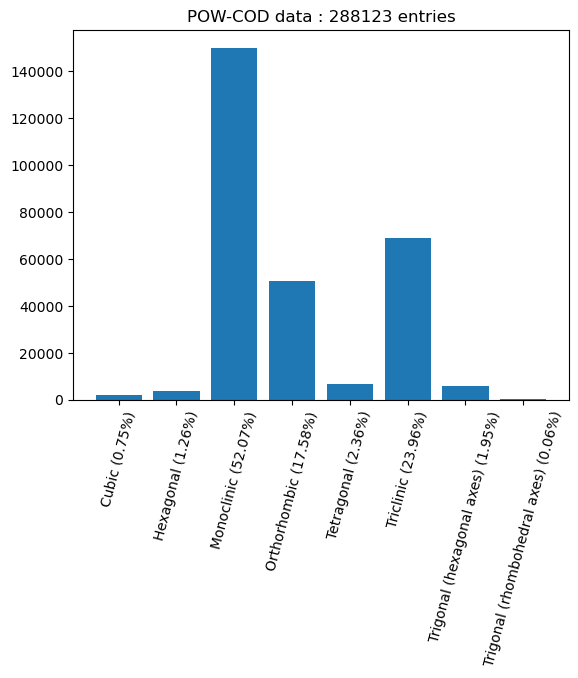 POW-COD data : 288123 entries
140000
120000
100000
80000
60000
40000
20000
0
Cubic (0.75%)
Hexagonal (1.26%)
Monoclinic (52.07%)
Orthorhombic (17.58%)
Tetragonal (2.36%)
Triclinic (23.96%)
Trigonal (hexagonal axes) (1.95%)
Trigonal (rhombohedral axes) (0.06%)